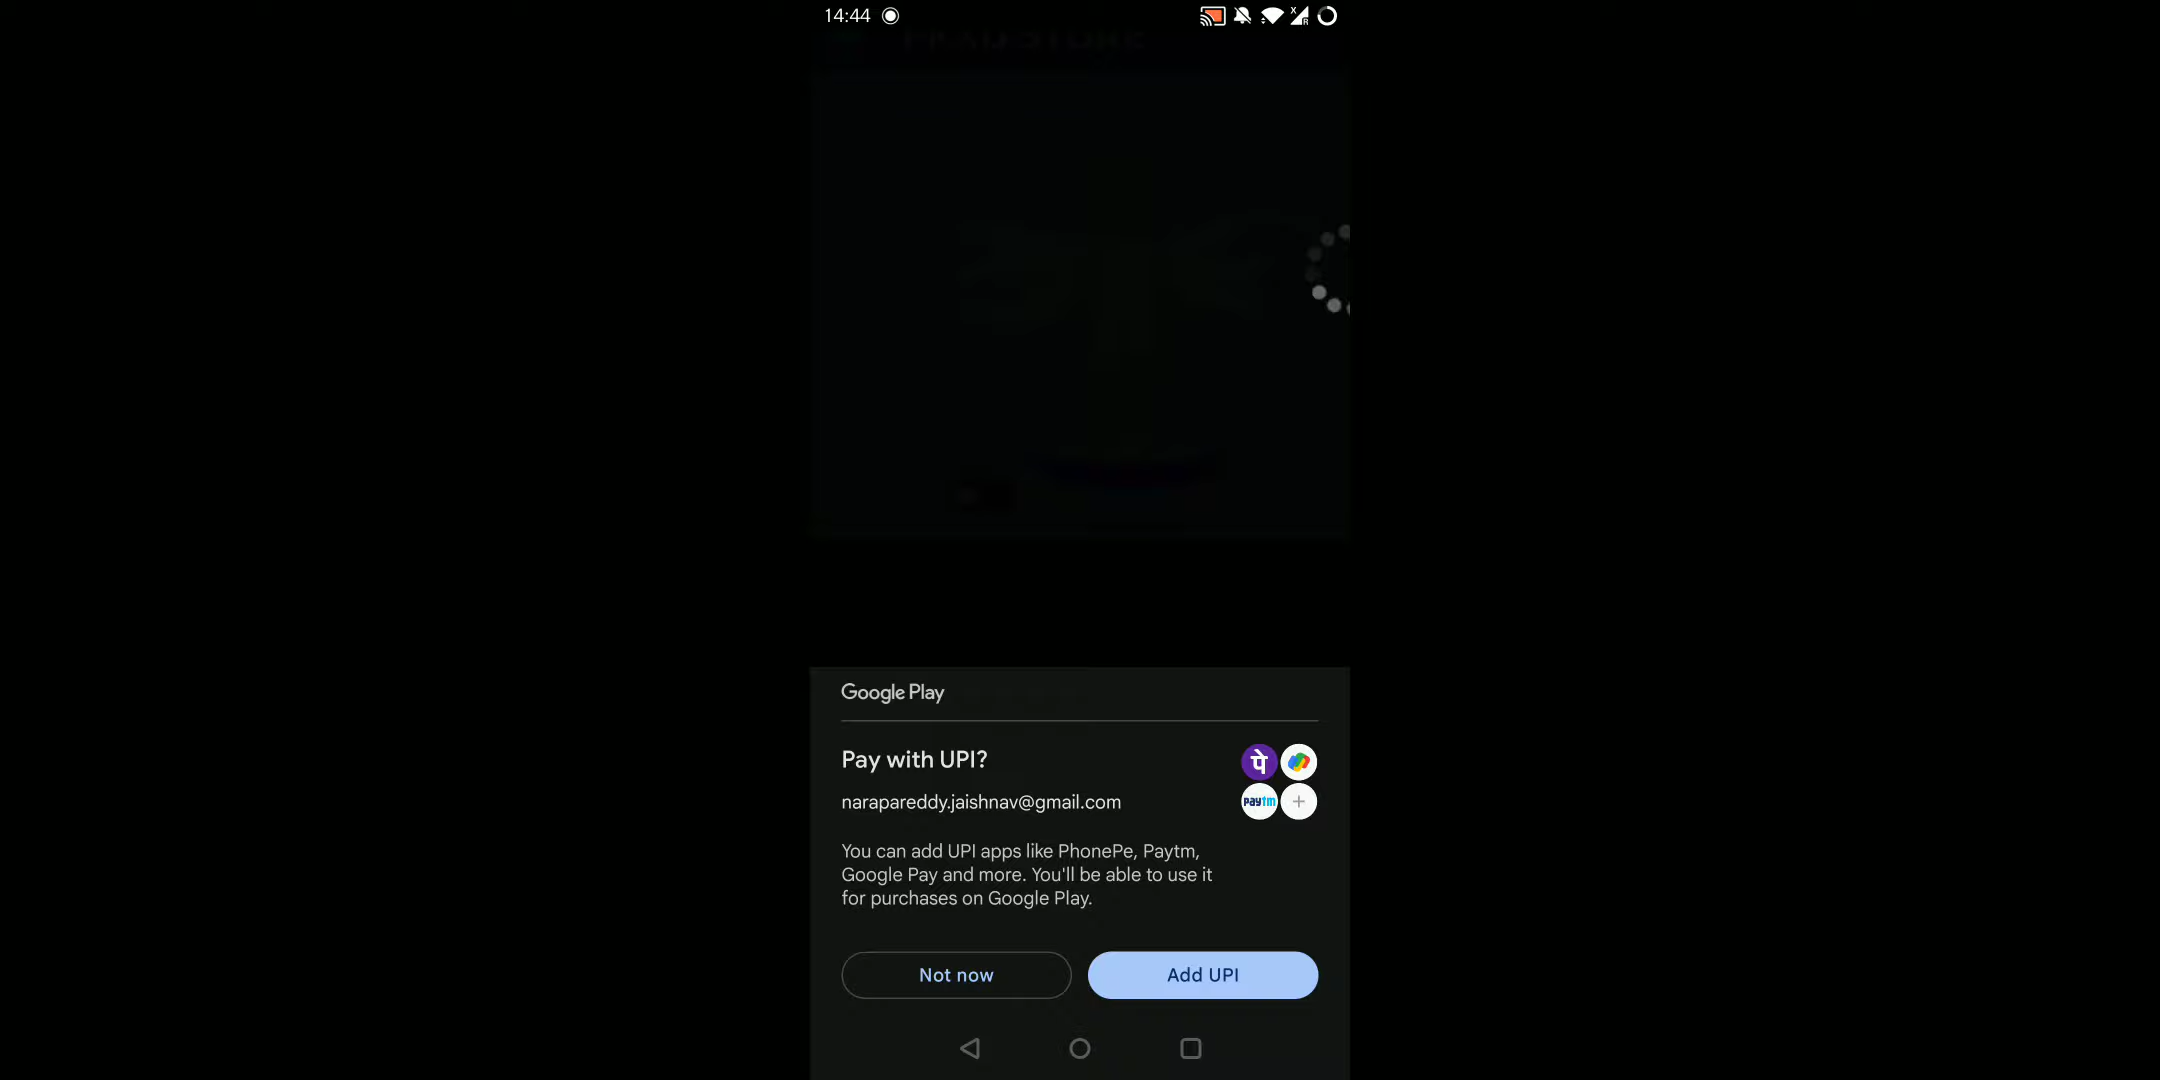 14:44
Google Play
Pay with UPI?
narapareddy.jaishnav@gmail.com
पे
paytm
You can add UPI apps like PhonePe, Paytm,
Google Pay and more. You'll be able to use it
for purchases on Google Play.
Not now
Add UPI